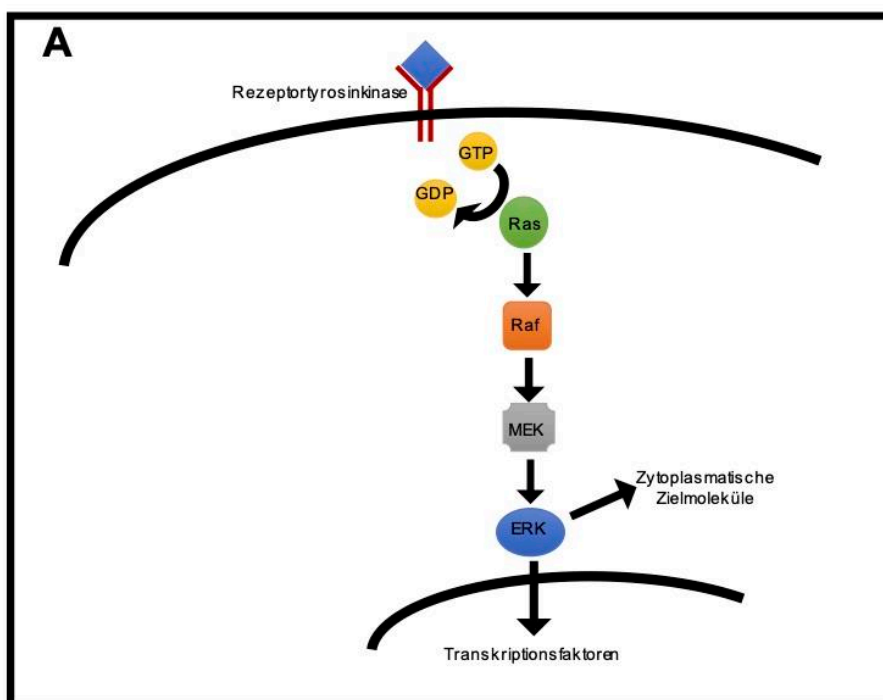 A
Rezeptortyrosinkinase
GTP
GDP
Ras
Raf
MEK
Zytoplasmatische
Zielmoleküle
ERK
Transkriptionsfaktoren